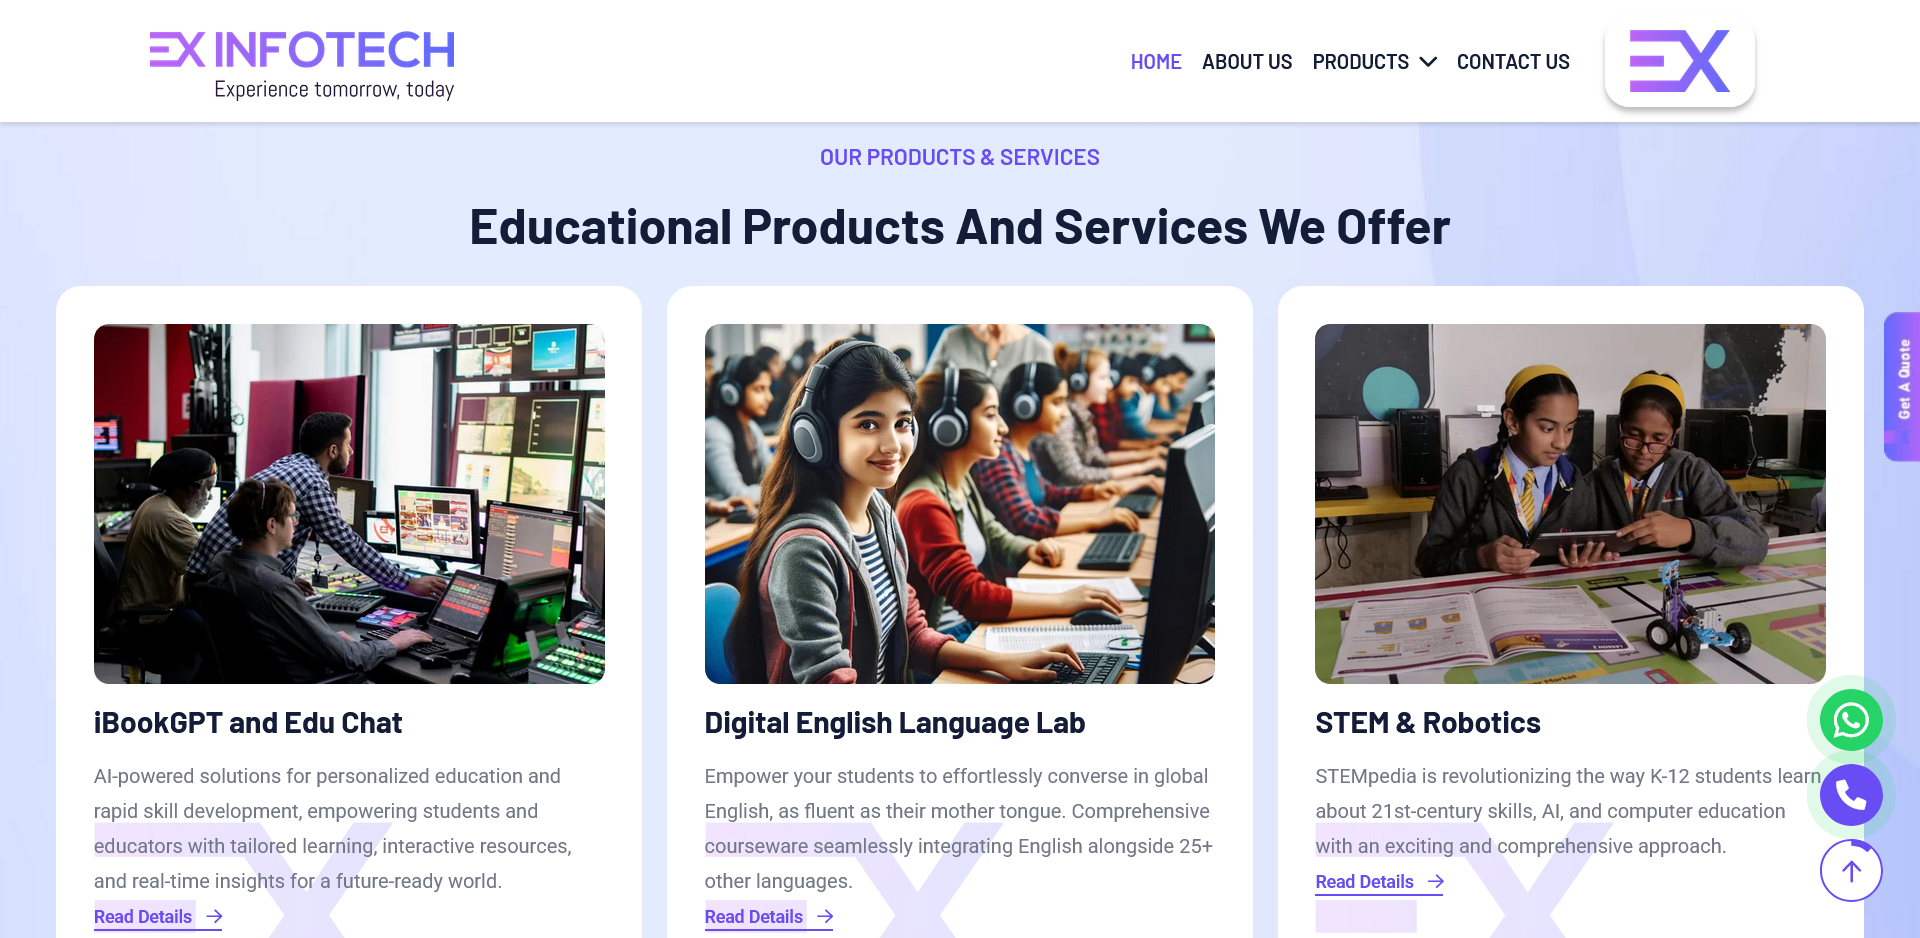 EX INFOTECH
Experience tomorrow, today
HOME ABOUT US PRODUCTS CONTACT US
EX
OUR PRODUCTS & SERVICES
Educational Products And Services We Offer
Get A Quote
iBookGPT and Edu Chat
AI-powered solutions for personalized education and
rapid skill development, empowering students and
educators with tailored learning, interactive resources,
and real-time insights for a future-ready world.
Read Details
Digital English Language Lab
Empower your students to effortlessly converse in global
English, as fluent as their mother tongue. Comprehensive
courseware seamlessly integrating English alongside 25+
other languages.
Read Details
STEM & Robotics
STEMpedia is revolutionizing the way K-12 students learn
about 21st-century skills, AI, and computer education
with an exciting and comprehensive approach.
Read Details